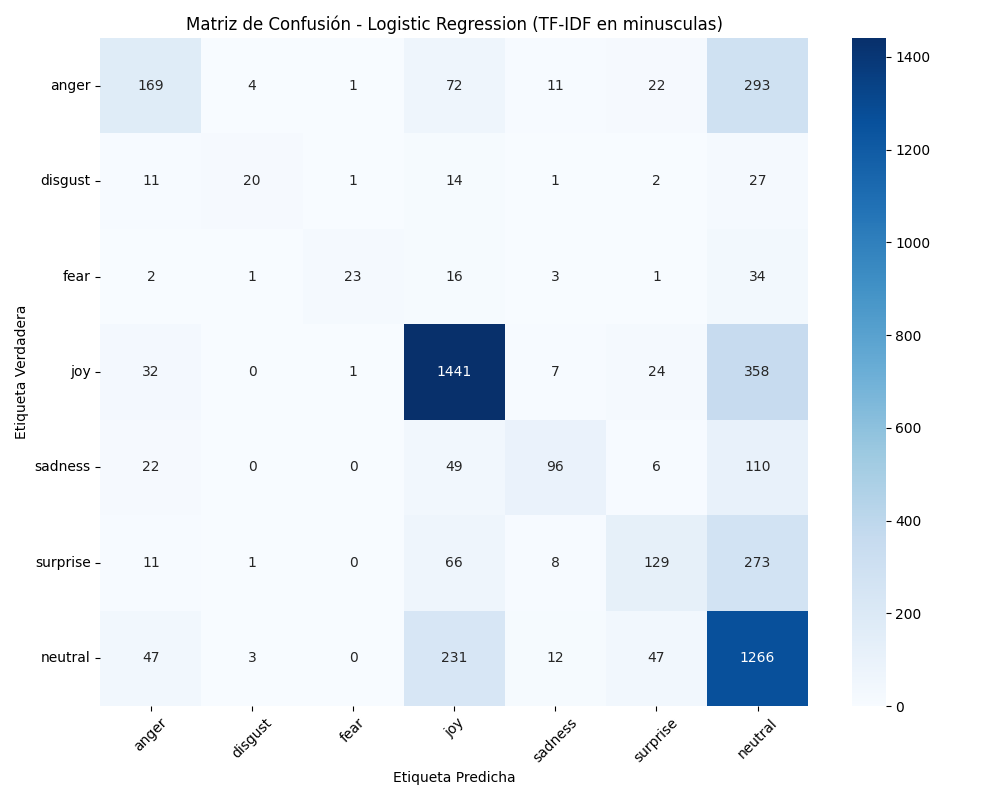 Matriz de Confusión - Logistic Regression (TF-IDF en minusculas)
anger 169 4 1 72 11 22 293
disgust 11 20 1 14 1 2 27
fear 2 1 23 16 3 1 34
joy 32 0 1 1441 7 24 358
sadness 22 0 0 49 96 6 110
surprise 11 1 0 66 8 129 273
neutral 47 3 0 231 12 47 1266
anger disgust fear joy sadness surprise neutral
Etiqueta Predicha
Etiqueta Verdadera
1400
1200
1000
800
600
400
200
0